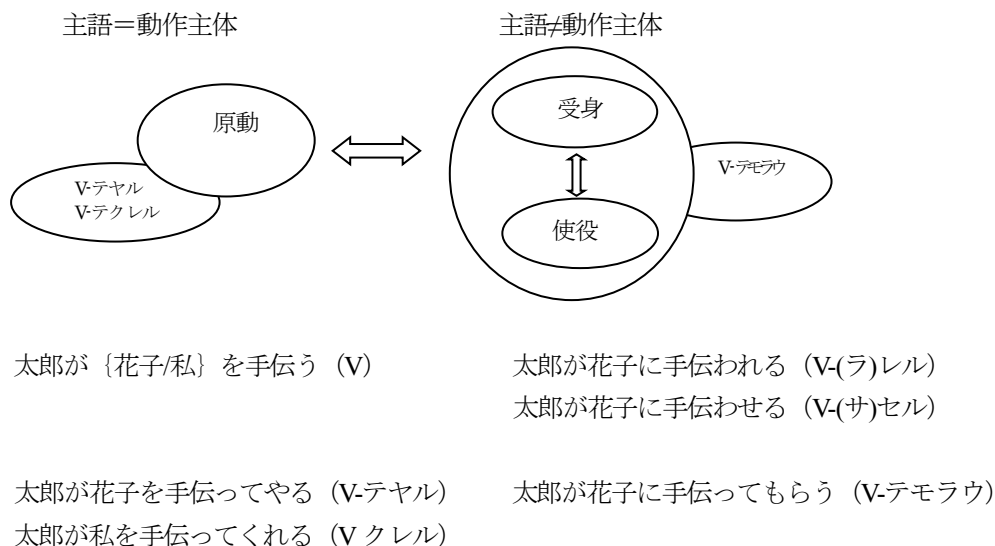 主語＝動作主体
主語≠動作主体
原動
V-テヤル
V-テクレル
受身
使役
V-テモラウ
太郎が｛花子/私｝を手伝う（V）
太郎が花子に手伝われる（V-(ラ)レル）
太郎が花子に手伝わせる（V-(サ)セル）
太郎が花子を手伝ってやる（V-テヤル）
太郎が花子に手伝ってもらう（V-テモラウ）
太郎が私を手伝ってくれる（V クレル）